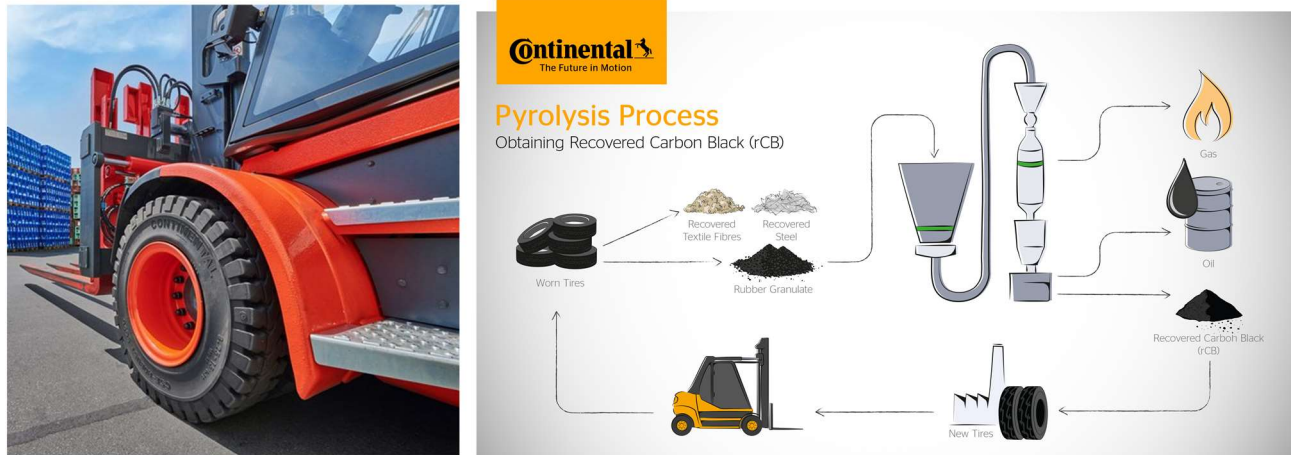 CONTINENTAL
Continental
The Future in Motion
Pyrolysis Process
Obtaining Recovered Carbon Black (rCB)
Worn Tires
Recovered
Textile Fibres
Recovered
Steel
Rubber Granulate
Gas
Oil
Recovered Carbon Black
(rCB)
New Tires